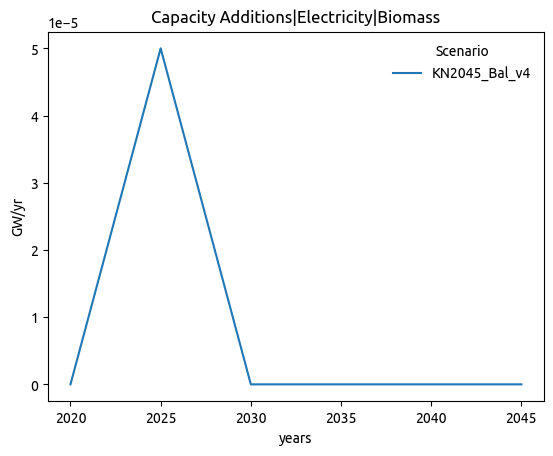 Capacity Additions|Electricity|Biomass
1e−5
Scenario
KN2045_Bal_v4
5
4
3
2
1
0
GW/yr
2020 2025 2030 2035 2040 2045
years